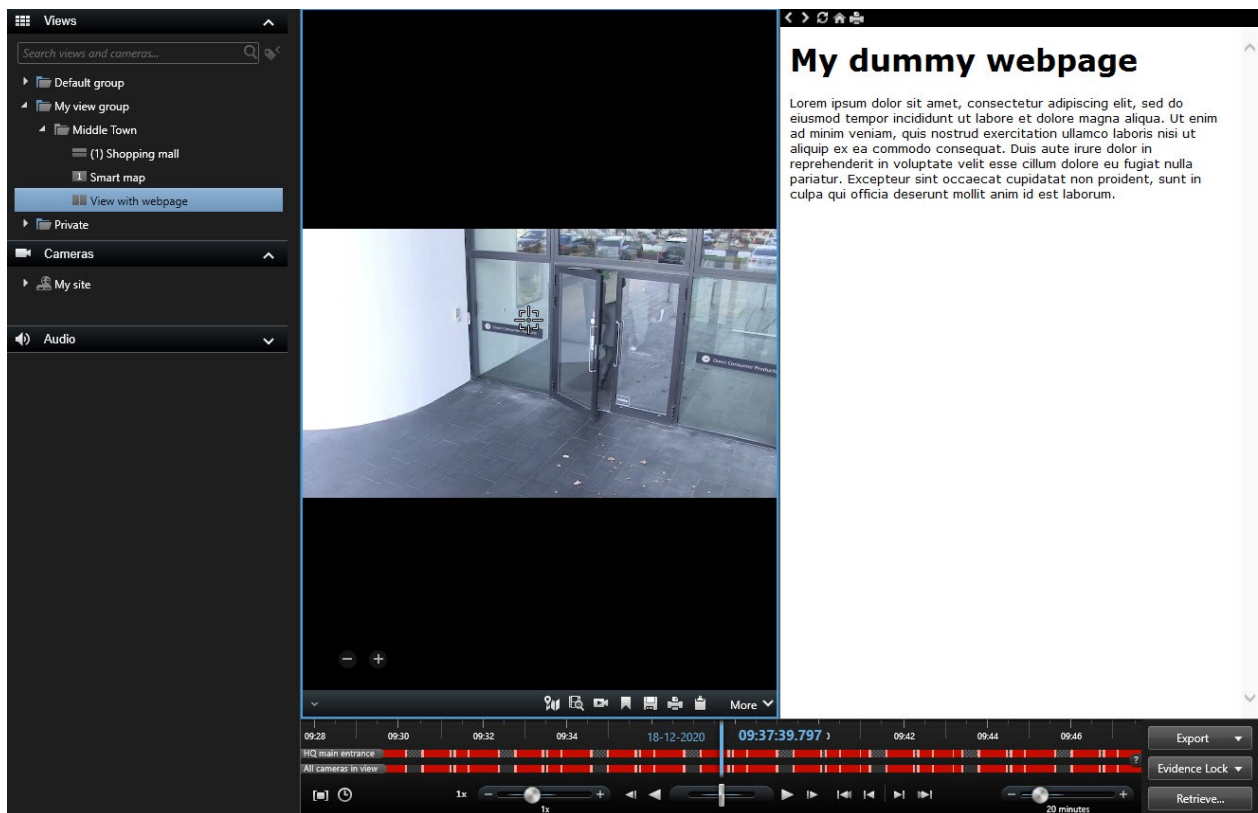 Views
Search views and cameras...
Default group
My view group
Middle Town
(1) Shopping mall
1 Smart map
View with webpage
Private
Cameras
My site
Audio
My dummy webpage
Lorem ipsum dolor sit amet, consectetur adipiscing elit, sed do
eiusmod tempor incididunt ut labore et dolore magna aliqua. Ut enim
ad minim veniam, quis nostrud exercitation ullamco laboris nisi ut
aliquip ex ea commodo consequat. Duis aute irure dolor in
reprehenderit in voluptate velit esse cillum dolore eu fugiat nulla
pariatur. Excepteur sint occaecat cupidatat non proident, sunt in
culpa qui officia deserunt mollit anim id est laborum.
Omni Consumer Products
Omni Consumer Products
More
09:28 09:30 09:32 09:34 18-12-2020 09:37:39.797 09:42 09:44 09:46
HQ main entrance
All cameras in view
?
1x
1x
20 minutes
Export
Evidence Lock
Retrieve...